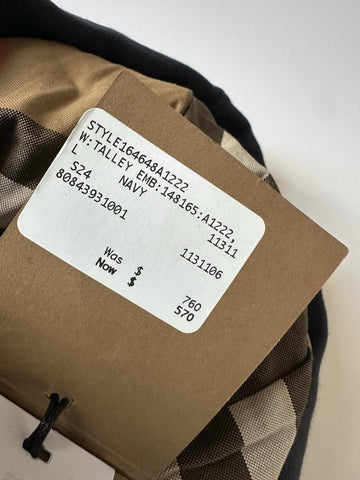 STYLE164648A1222
W:TALLEY EMB:148165:A1222,
L 11311
S24 NAVY
80843931001 1131106
Was $ 760
Now $ 570